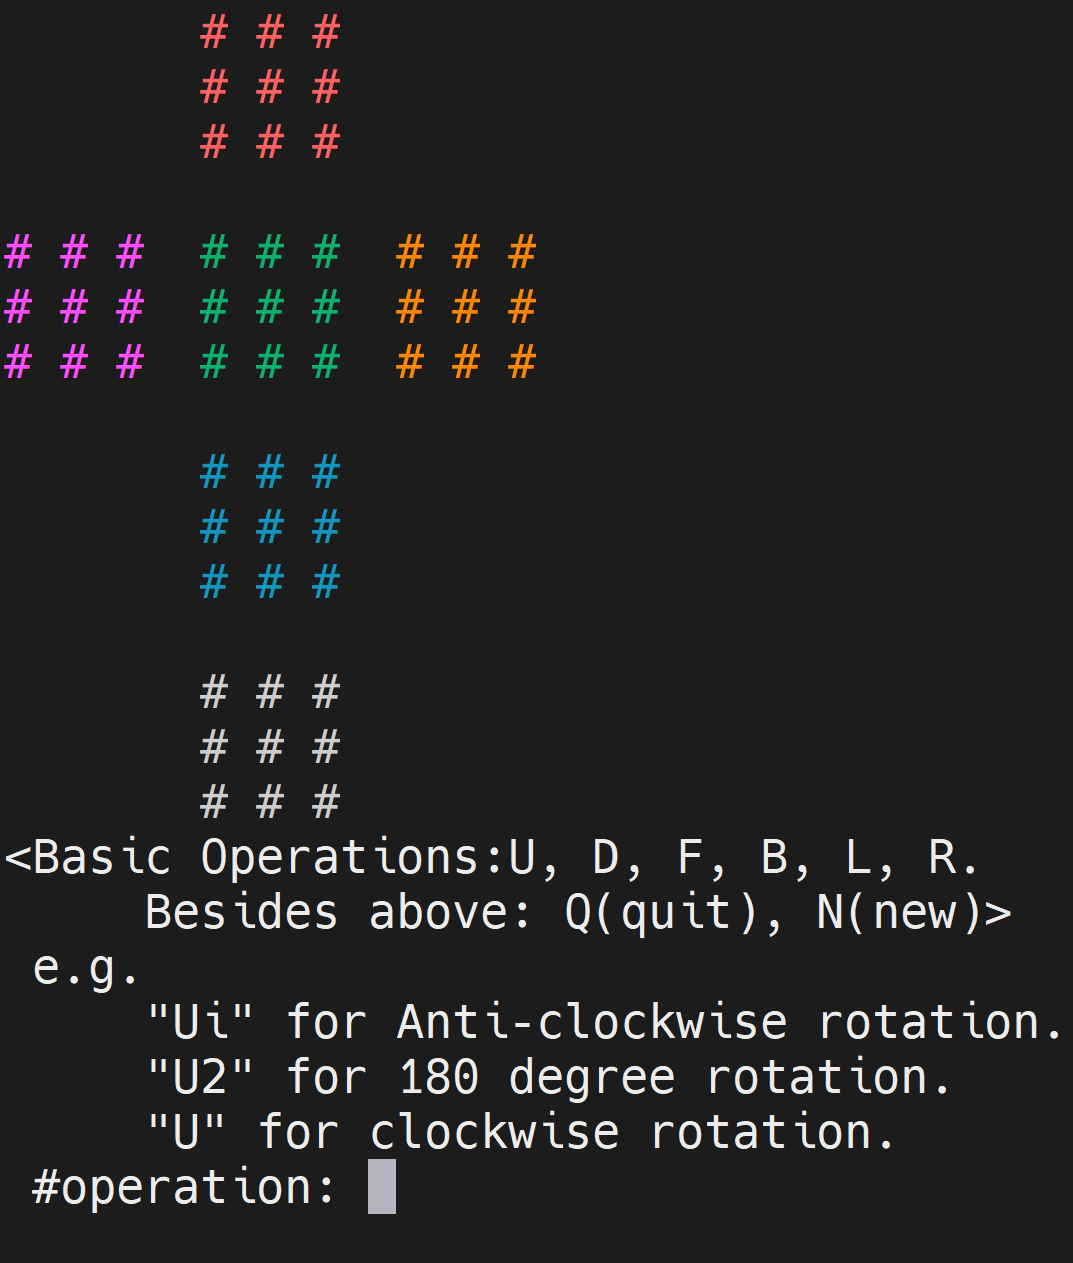 # # #
# # #
# # #
# # # # # # # # #
# # # # # # # # #
# # # # # # # # #
# # #
# # #
# # #
# # #
# # #
# # #
<Basic Operations:U, D, F, B, L, R.
Besides above: Q(quit), N(new)>
e.g.
"Ui" for Anti-clockwise rotation.
"U2" for 180 degree rotation.
"U" for clockwise rotation.
#operation: